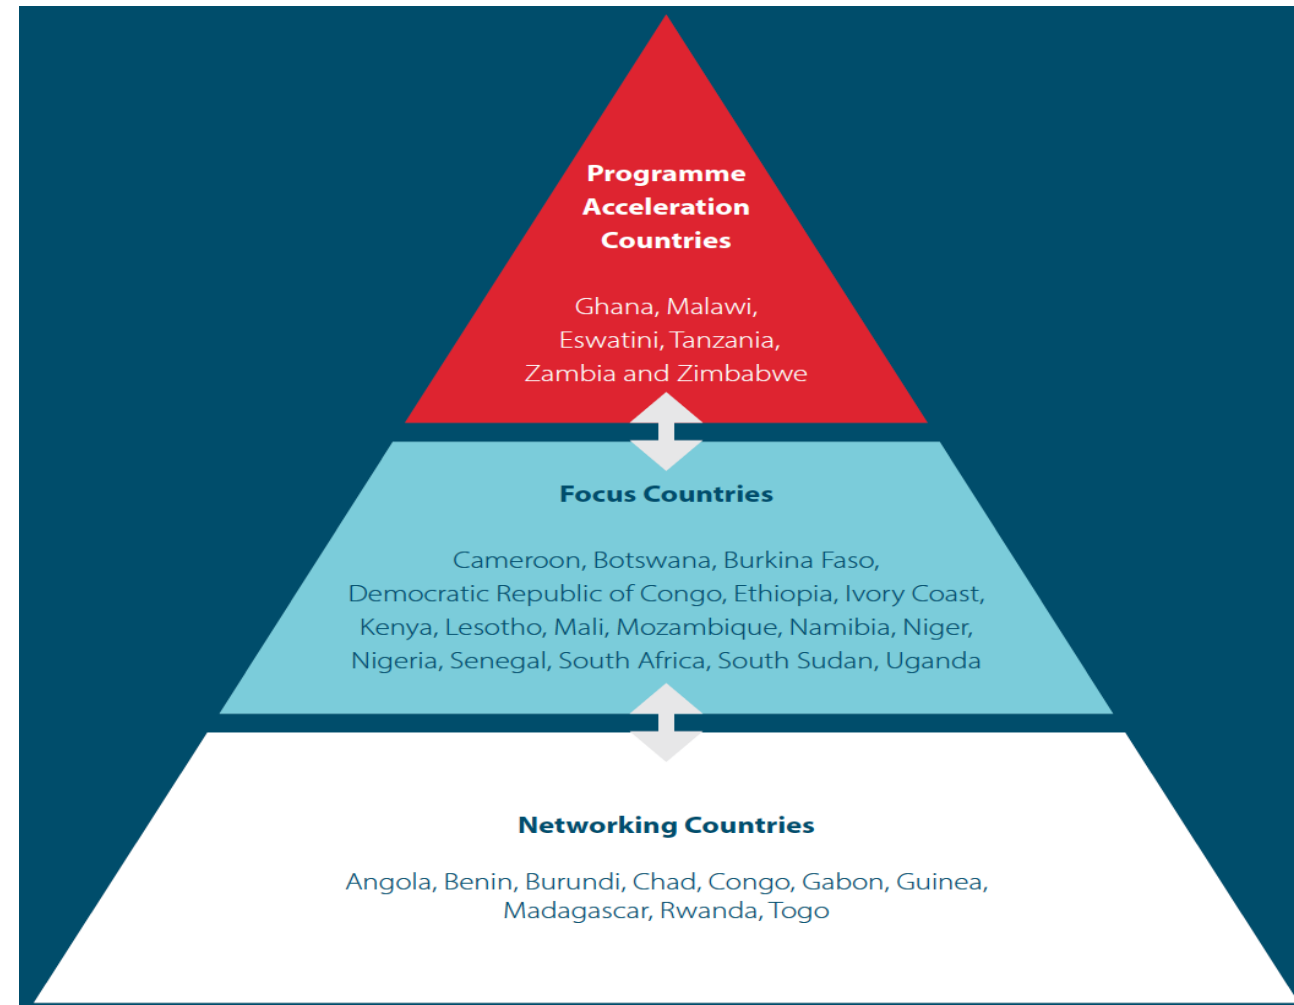 Programme
Acceleration
Countries
Ghana, Malawi,
Eswatini, Tanzania,
Zambia and Zimbabwe
Focus Countries
Cameroon, Botswana, Burkina Faso,
Democratic Republic of Congo, Ethiopia, Ivory Coast,
Kenya, Lesotho, Mali, Mozambique, Namibia, Niger,
Nigeria, Senegal, South Africa, South Sudan, Uganda
Networking Countries
Angola, Benin, Burundi, Chad, Congo, Gabon, Guinea,
Madagascar, Rwanda, Togo